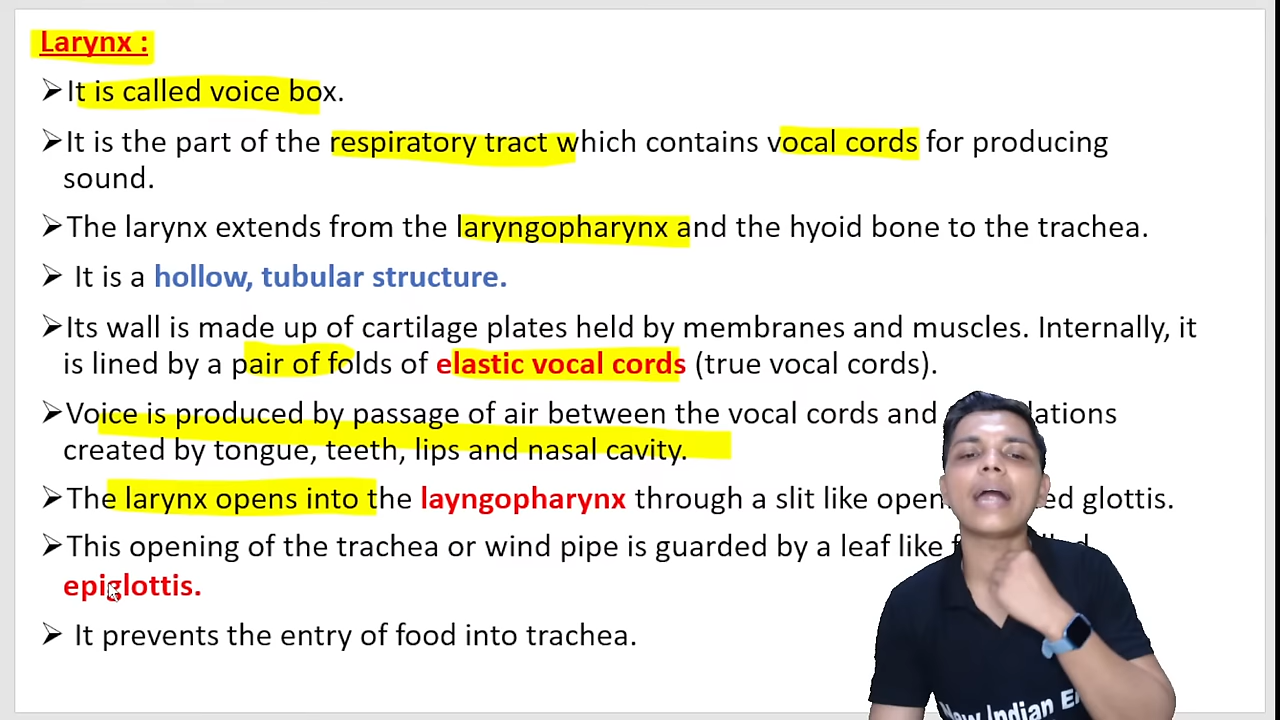 Larynx :
➢It is called voice box.
➢It is the part of the respiratory tract which contains vocal cords for producing
sound.
➢The larynx extends from the laryngopharynx and the hyoid bone to the trachea.
➢ It is a hollow, tubular structure.
➢Its wall is made up of cartilage plates held by membranes and muscles. Internally, it
is lined by a pair of folds of elastic vocal cords (true vocal cords).
➢Voice is produced by passage of air between the vocal cords and
created by tongue, teeth, lips and nasal cavity.
➢The larynx opens into the layngopharynx through a slit like glottis.
➢This opening of the trachea or wind pipe is guarded by a leaf like
epiglottis.
➢ It prevents the entry of food into trachea.
Indian